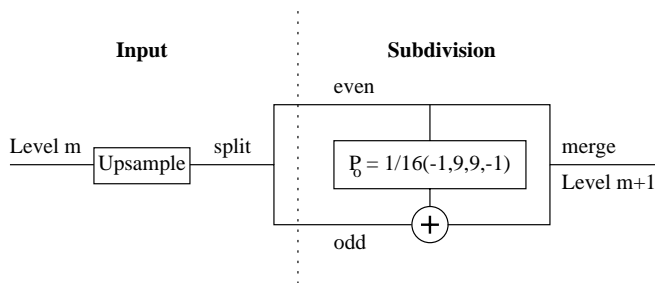 Input
Subdivision
even
Level m
Upsample
split
P_o = 1/16(-1,9,9,-1)
merge
Level m+1
+
odd